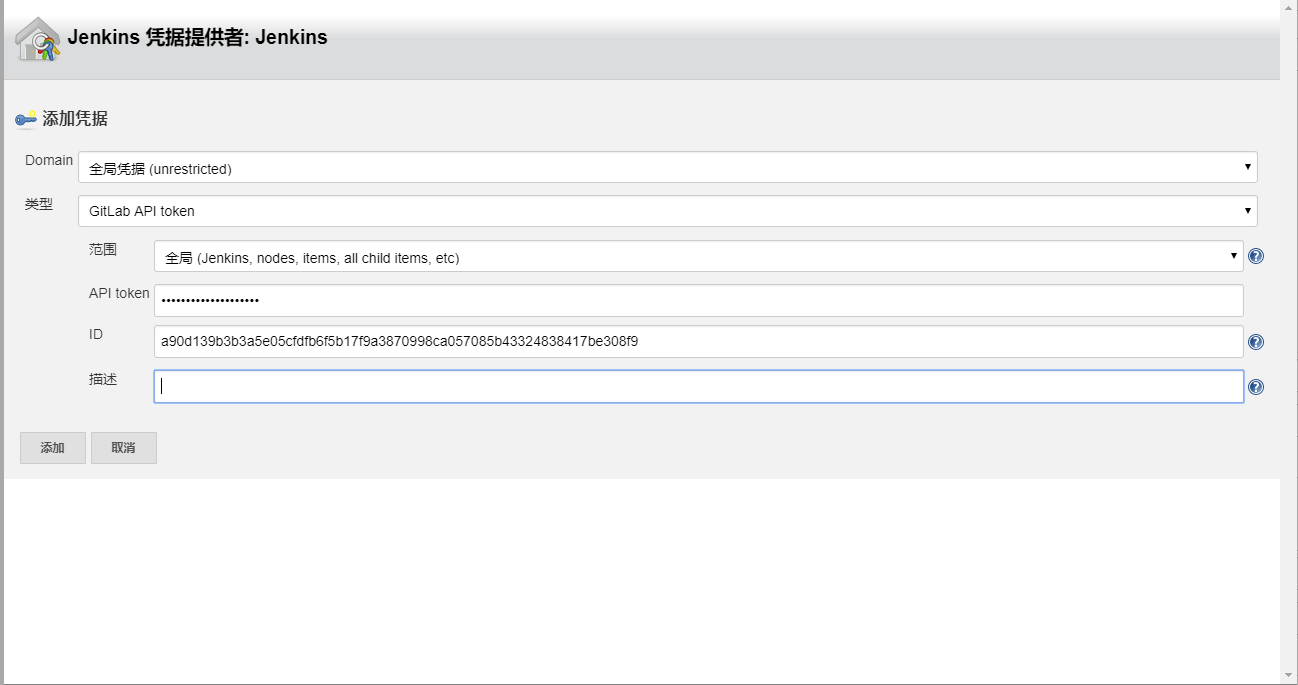 Jenkins 凭据提供者: Jenkins
添加凭据
Domain
全局凭据 (unrestricted)
类型
GitLab API token
范围
全局 (Jenkins, nodes, items, all child items, etc)
API token
••••••••••••••••••••
ID
a90d139b3b3a5e05cfdfb6f5b17f9a3870998ca057085b43324838417be308f9
描述
添加 取消